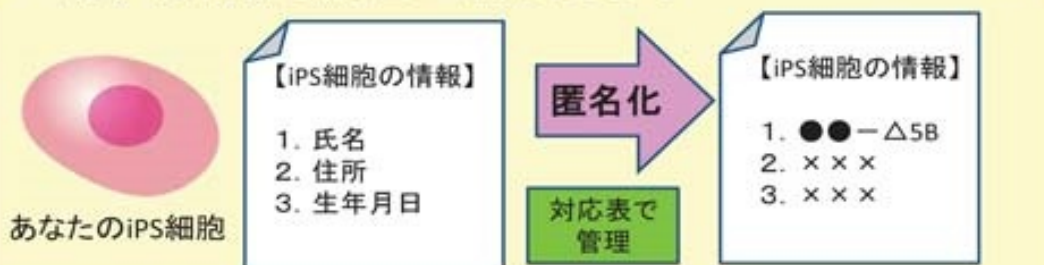 あなたのiPS細胞
【iPS細胞の情報】
1. 氏名
2. 住所
3. 生年月日
匿名化
対応表で
管理
【iPS細胞の情報】
1. ●●－△5B
2. ×××
3. ×××